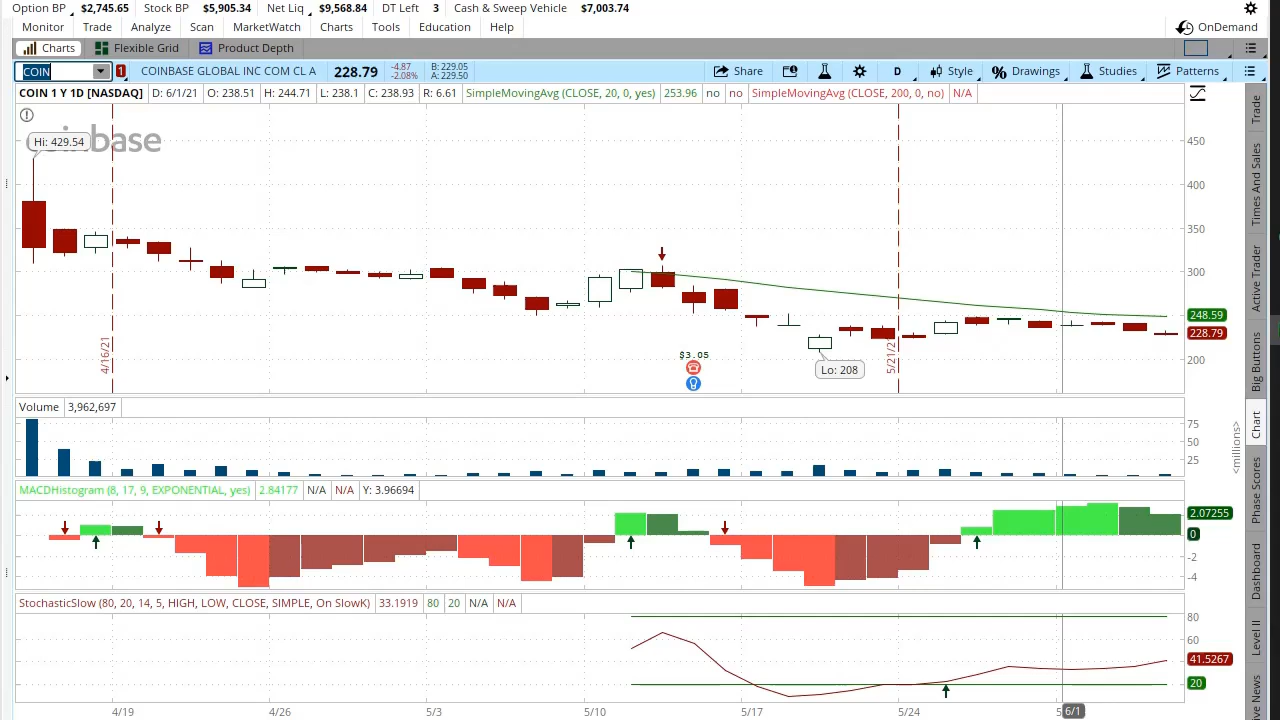 Option BP $2,745.65 Stock BP $5,905.34 Net Liq $9,568.84 DT Left 3 Cash & Sweep Vehicle $7,003.74
Monitor Trade Analyze Scan MarketWatch Charts Tools Education Help OnDemand
Charts Flexible Grid Product Depth
COIN 1 COINBASE GLOBAL INC COM CL A 228.79 -4.87 -2.08% B: 229.05 A: 229.50 Share D Style Drawings Studies Patterns
COIN 1 Y 1D [NASDAQ] D: 6/1/21 O: 238.51 H: 244.71 L: 238.1 C: 238.93 R: 6.61 SimpleMovingAvg (CLOSE, 20, 0, yes) 253.96 no no SimpleMovingAvg (CLOSE, 200, 0, no) N/A
Hi: 429.54
base
450
400
350
300
248.59
228.79
200
4/16/21
5/21/21
$3.05
Lo: 208
Volume 3,962,697
75
50
25
<millions>
MACDHistogram (8, 17, 9, EXPONENTIAL, yes) 2.84177 N/A N/A Y: 3.96694
2.07255
0
-2
-4
StochasticSlow (80, 20, 14, 5, HIGH, LOW, CLOSE, SIMPLE, On SlowK) 33.1919 80 20 N/A N/A
80
60
41.5267
20
4/19 4/26 5/3 5/10 5/17 5/24 6/1
Trade
Times And Sales
Active Trader
Big Buttons
Chart
Phase Scores
Dashboard
Level II
ive News